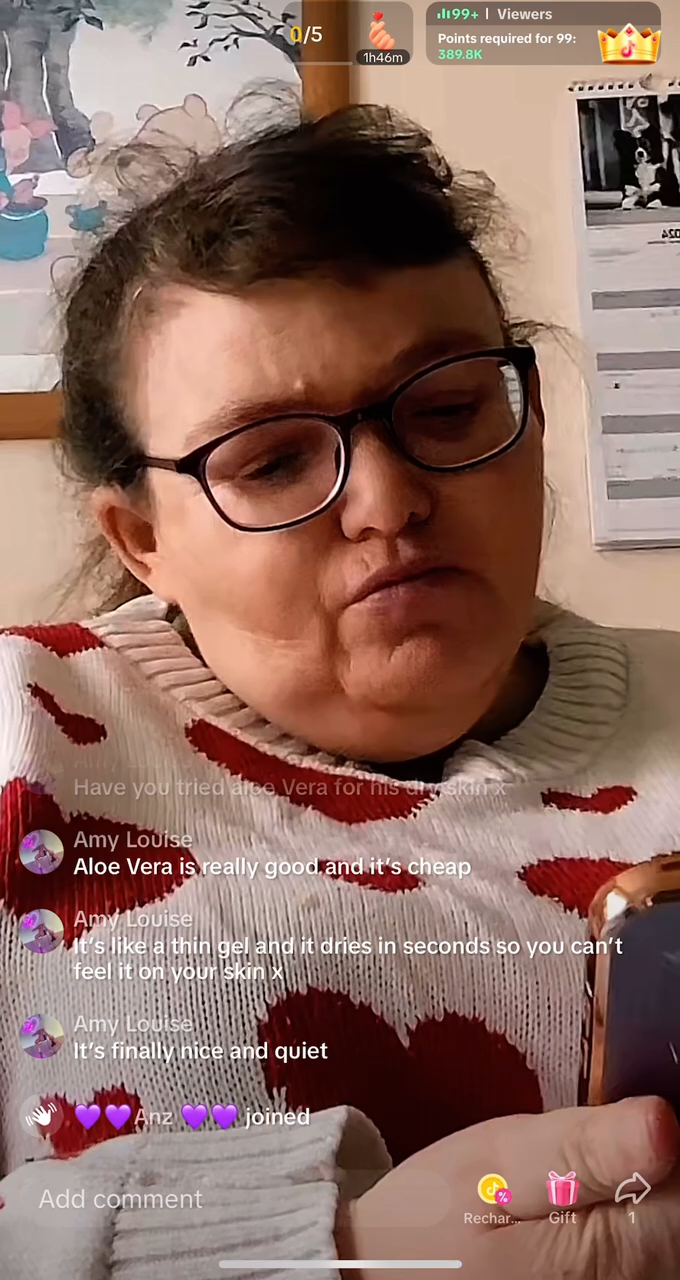 0/5
1h46m
99+ | Viewers
Points required for 99:
389.8K
2024
Have you tried aloe Vera for his dry skin x
Amy Louise
Aloe Vera is really good and it's cheap
Amy Louise
It's like a thin gel and it dries in seconds so you can't
feel it on your skin x
Amy Louise
It's finally nice and quiet
💜💜Anz 💜💜 joined
Add comment
Rechar...
Gift
1